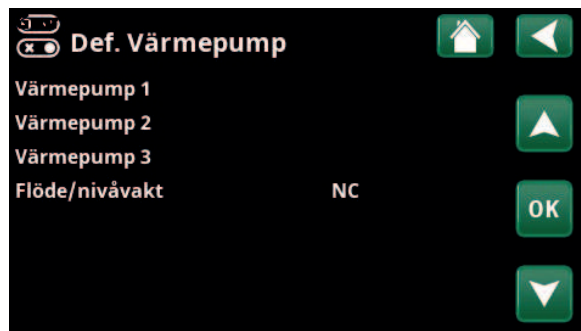 Def. Värmepump
Värmepump 1
Värmepump 2
Värmepump 3
Flöde/nivåvakt NC
OK